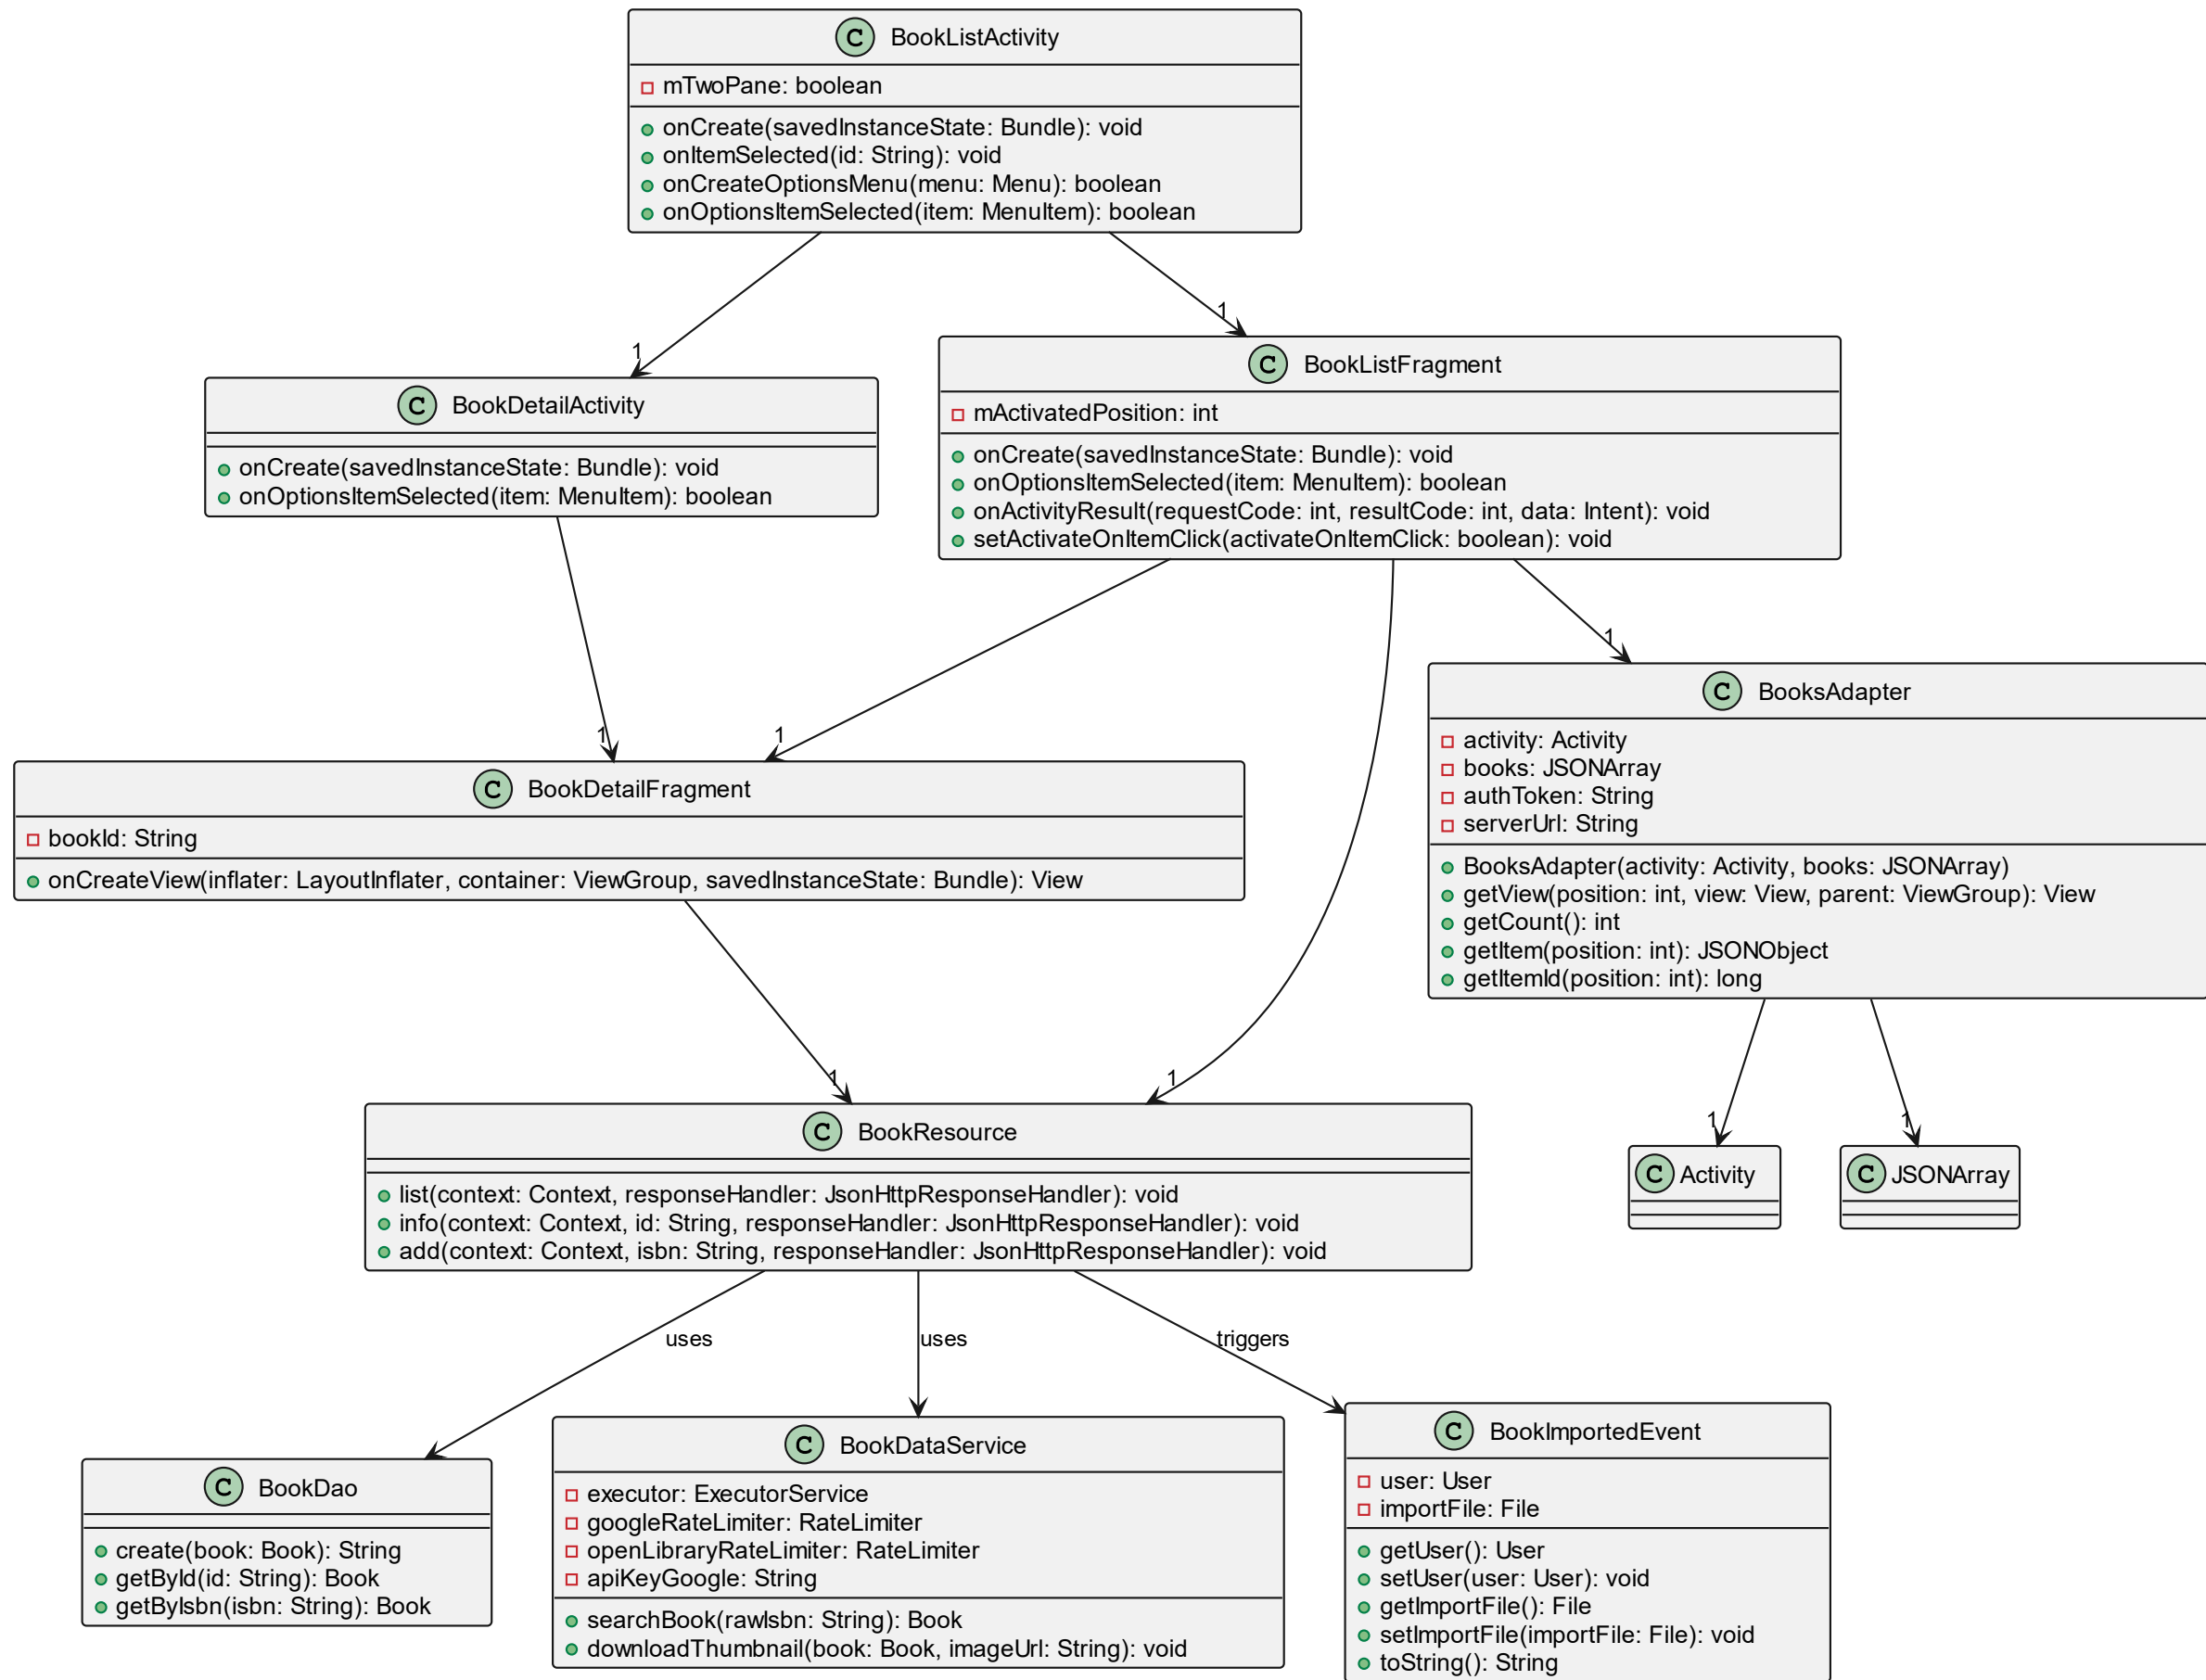 C BookListActivity
mTwoPane: boolean
onCreate(savedInstanceState: Bundle): void
onItemSelected(id: String): void
onCreateOptionsMenu(menu: Menu): boolean
onOptionsItemSelected(item: MenuItem): boolean
1
1
C BookDetailActivity
onCreate(savedInstanceState: Bundle): void
onOptionsItemSelected(item: MenuItem): boolean
C BookListFragment
mActivatedPosition: int
onCreate(savedInstanceState: Bundle): void
onOptionsItemSelected(item: MenuItem): boolean
onActivityResult(requestCode: int, resultCode: int, data: Intent): void
setActivateOnItemClick(activateOnItemClick: boolean): void
1
1
1
C BookDetailFragment
bookId: String
onCreateView(inflater: LayoutInflater, container: ViewGroup, savedInstanceState: Bundle): View
C BooksAdapter
activity: Activity
books: JSONArray
authToken: String
serverUrl: String
BooksAdapter(activity: Activity, books: JSONArray)
getView(position: int, view: View, parent: ViewGroup): View
getCount(): int
getItem(position: int): JSONObject
getItemId(position: int): long
1
1
1
1
C BookResource
list(context: Context, responseHandler: JsonHttpResponseHandler): void
info(context: Context, id: String, responseHandler: JsonHttpResponseHandler): void
add(context: Context, isbn: String, responseHandler: JsonHttpResponseHandler): void
C Activity
C JSONArray
uses
uses
triggers
C BookDao
create(book: Book): String
getById(id: String): Book
getByIsbn(isbn: String): Book
C BookDataService
executor: ExecutorService
googleRateLimiter: RateLimiter
openLibraryRateLimiter: RateLimiter
apiKeyGoogle: String
searchBook(rawIsbn: String): Book
downloadThumbnail(book: Book, imageUrl: String): void
C BookImportedEvent
user: User
importFile: File
getUser(): User
setUser(user: User): void
getImportFile(): File
setImportFile(importFile: File): void
toString(): String